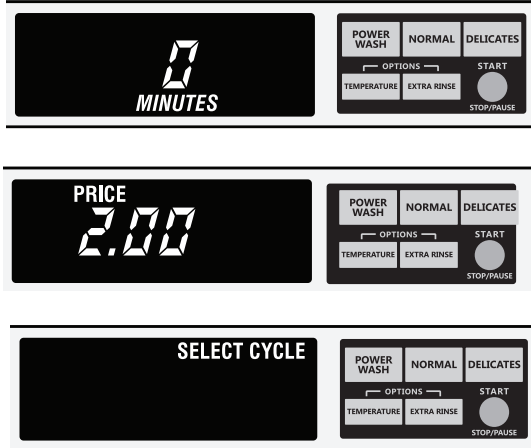 0
MINUTES
POWER WASH
NORMAL
DELICATES
OPTIONS
START
TEMPERATURE
EXTRA RINSE
STOP/PAUSE
PRICE
2.00
POWER WASH
NORMAL
DELICATES
OPTIONS
START
TEMPERATURE
EXTRA RINSE
STOP/PAUSE
SELECT CYCLE
POWER WASH
NORMAL
DELICATES
OPTIONS
START
TEMPERATURE
EXTRA RINSE
STOP/PAUSE